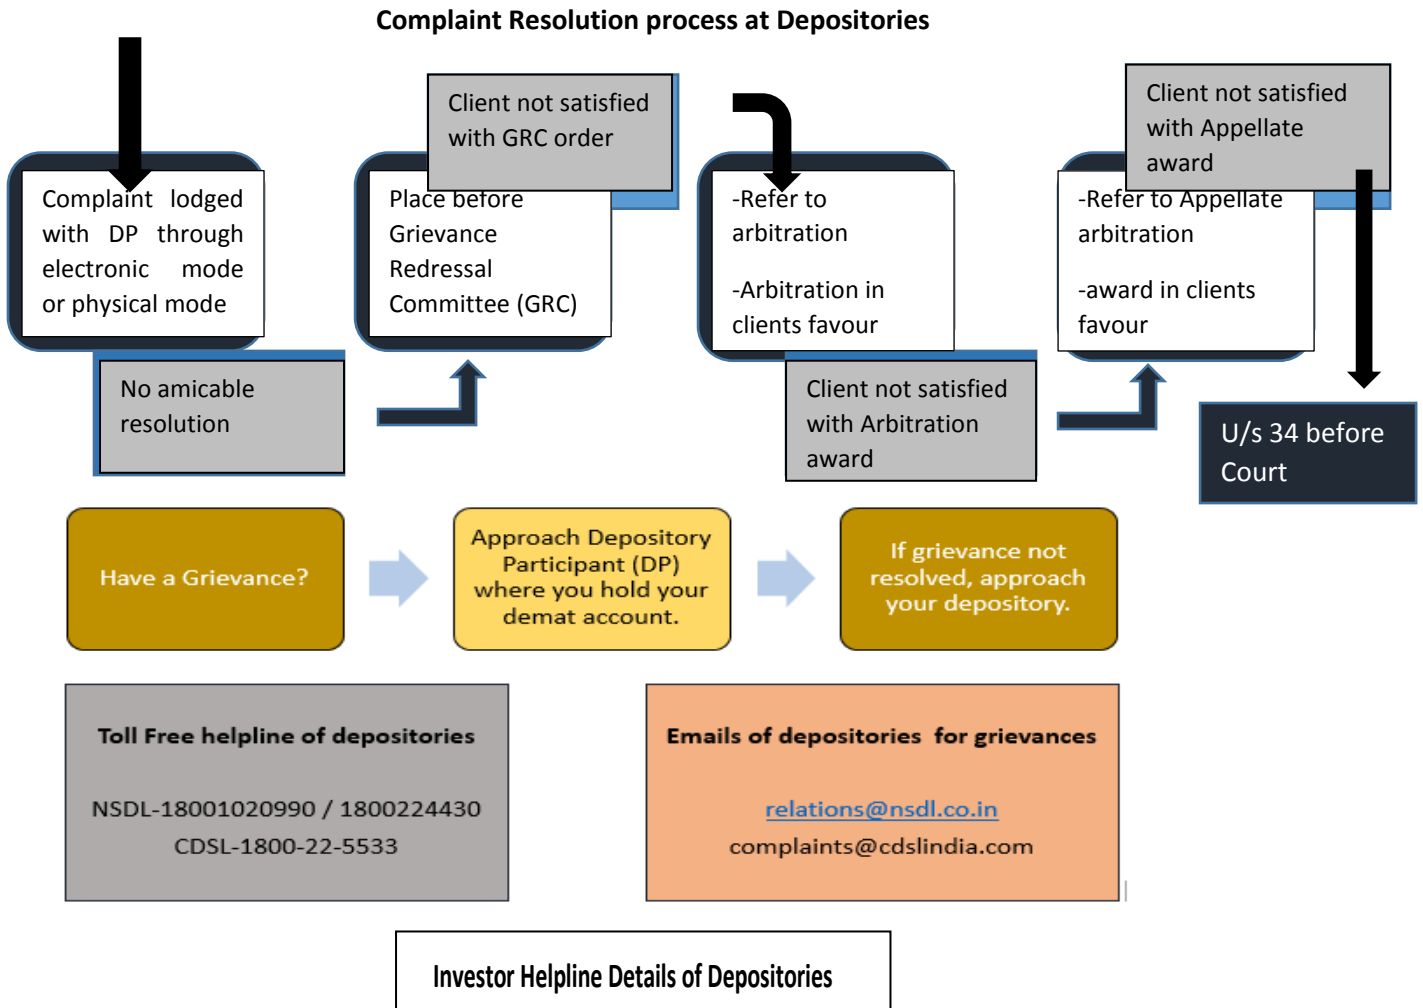 Complaint Resolution process at Depositories
Client not satisfied
with GRC order
Client not satisfied
with Appellate
award
Complaint lodged
with DP through
electronic mode
or physical mode
Place before
Grievance
Redressal
Committee (GRC)
-Refer to
arbitration
-Arbitration in
clients favour
-Refer to Appellate
arbitration
-award in clients
favour
No amicable
resolution
Client not satisfied
with Arbitration
award
U/s 34 before
Court
Have a Grievance?
Approach Depository
Participant (DP)
where you hold your
demat account.
If grievance not
resolved, approach
your depository.
Toll Free helpline of depositories
NSDL-18001020990 / 1800224430
CDSL-1800-22-5533
Emails of depositories for grievances
relations@nsdl.co.in
complaints@cdslindia.com
Investor Helpline Details of Depositories